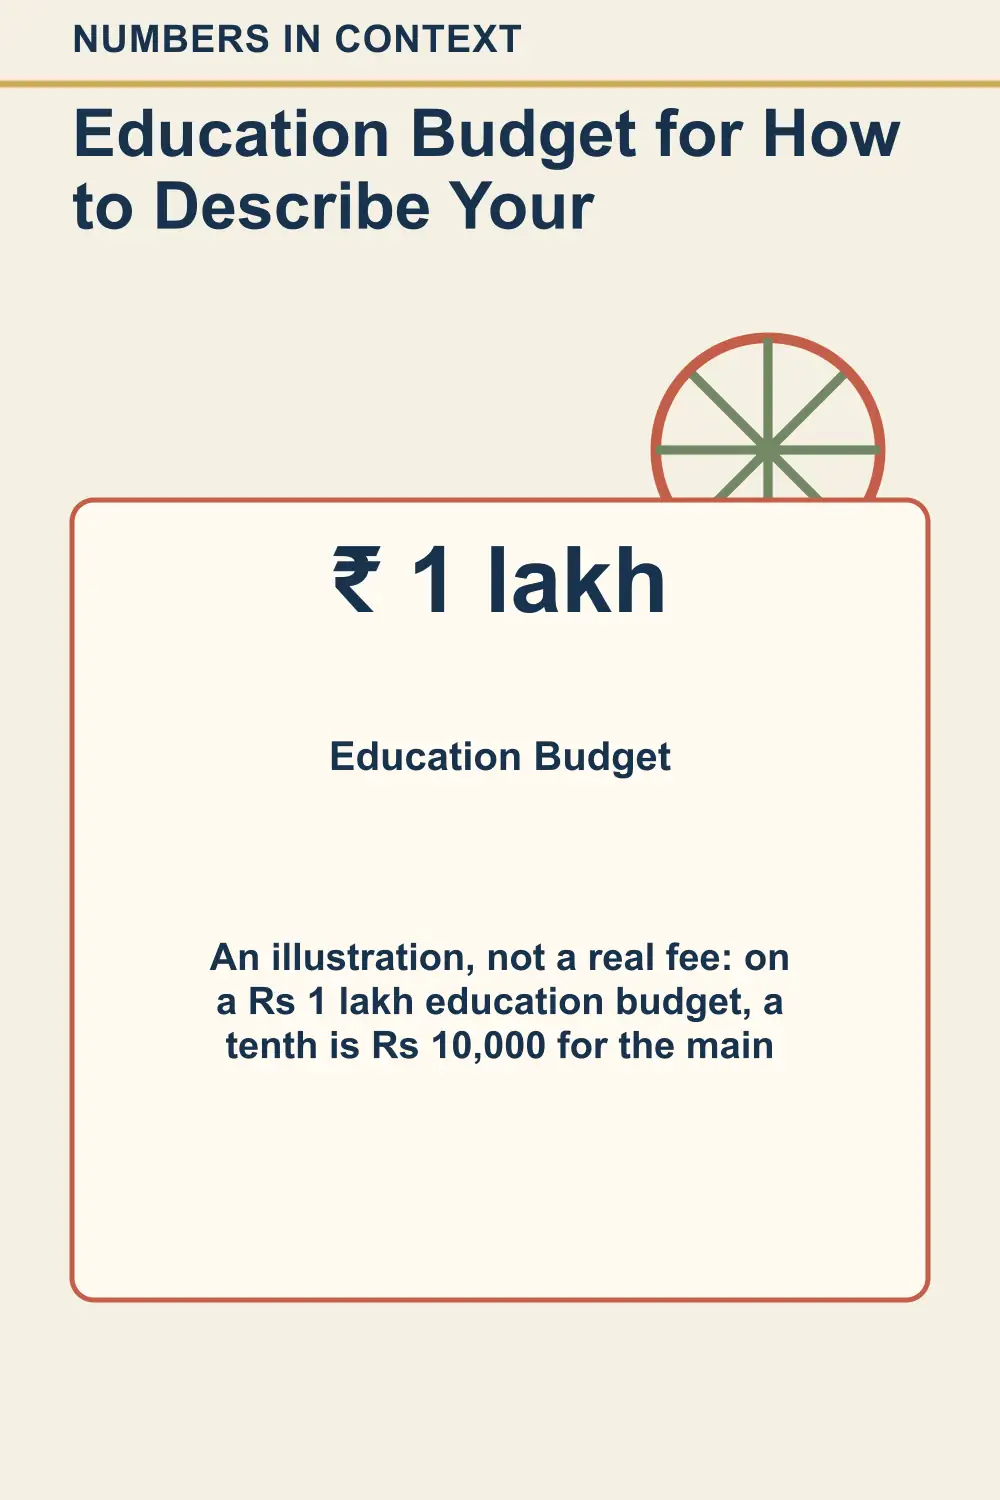 NUMBERS IN CONTEXT
Education Budget for How
to Describe Your
₹ 1 lakh
Education Budget
An illustration, not a real fee: on
a Rs 1 lakh education budget, a
tenth is Rs 10,000 for the main